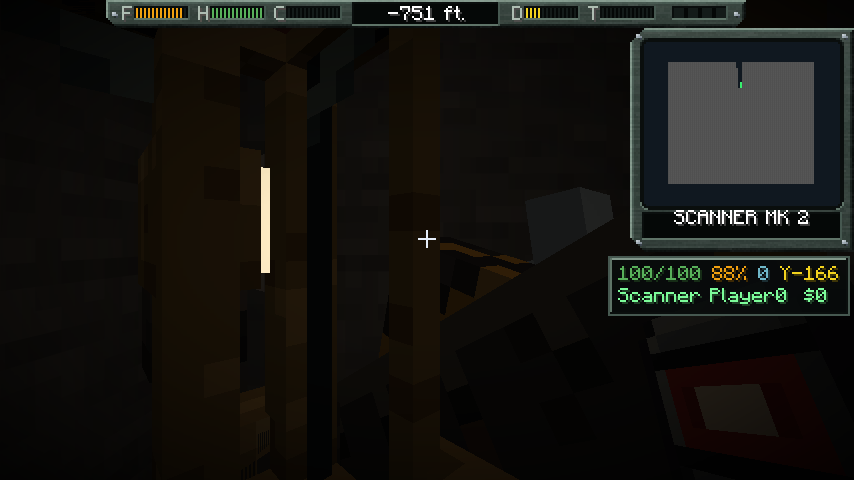 F H C -751 ft. D T
SCANNER MK 2
100/100 88% 0 Y-166
Scanner Player0 $0